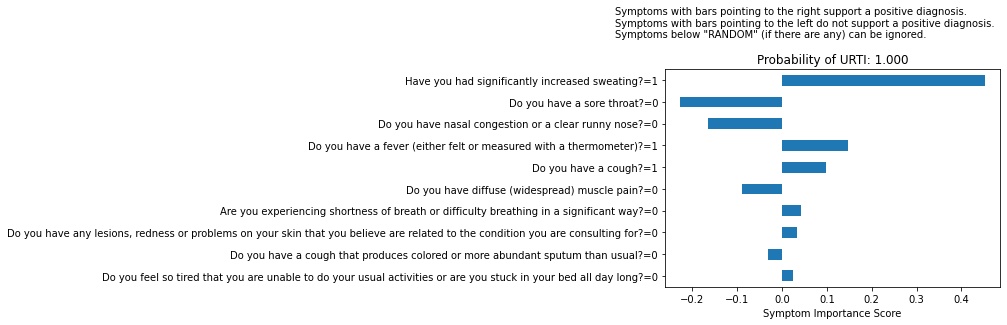 Symptoms with bars pointing to the right support a positive diagnosis.
Symptoms with bars pointing to the left do not support a positive diagnosis.
Symptoms below "RANDOM" (if there are any) can be ignored.
Probability of URTI: 1.000
Have you had significantly increased sweating?=1
Do you have a sore throat?=0
Do you have nasal congestion or a clear runny nose?=0
Do you have a fever (either felt or measured with a thermometer)?=1
Do you have a cough?=1
Do you have diffuse (widespread) muscle pain?=0
Are you experiencing shortness of breath or difficulty breathing in a significant way?=0
Do you have any lesions, redness or problems on your skin that you believe are related to the condition you are consulting for?=0
Do you have a cough that produces colored or more abundant sputum than usual?=0
Do you feel so tired that you are unable to do your usual activities or are you stuck in your bed all day long?=0
−0.2 −0.1 0.0 0.1 0.2 0.3 0.4
Symptom Importance Score